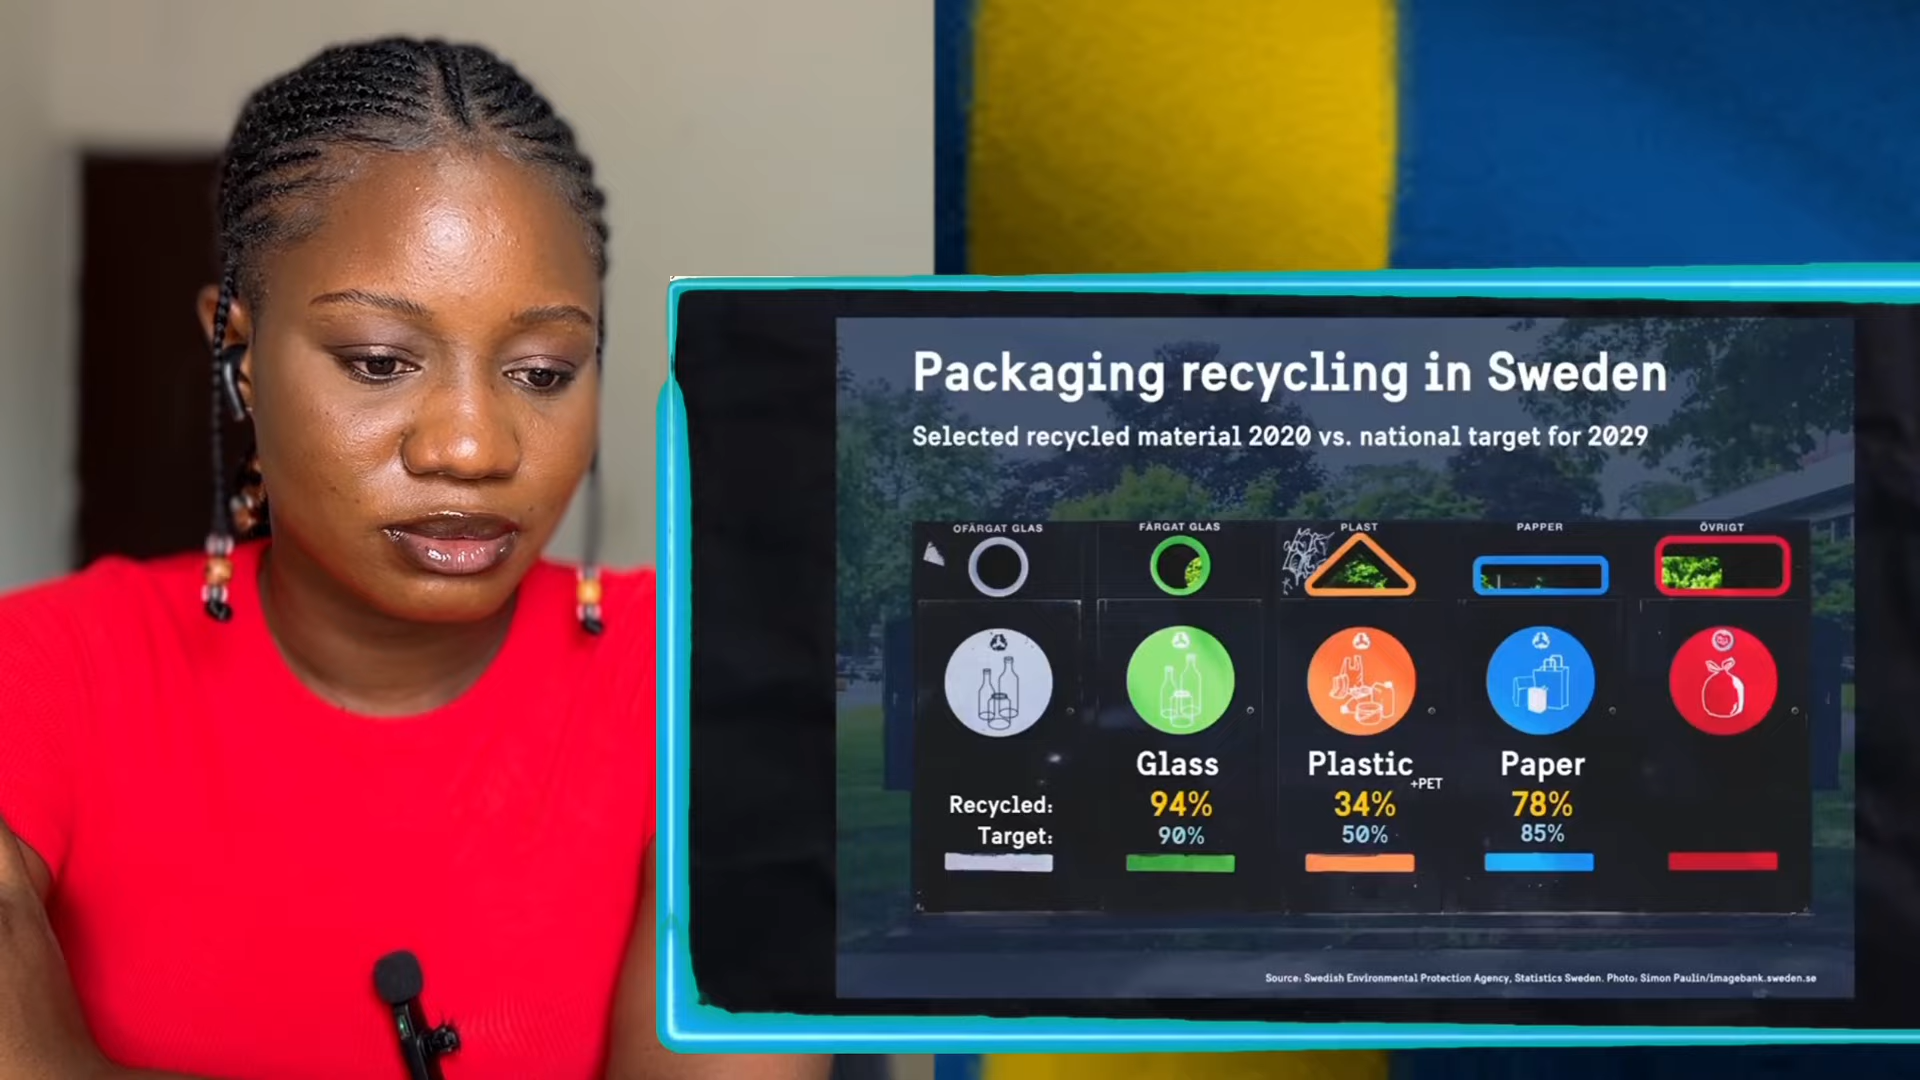 Packaging recycling in Sweden
Selected recycled material 2020 vs. national target for 2029
OFÄRGAT GLAS
FÄRGAT GLAS
PLAST
PAPPER
ÖVRIGT
Glass
Plastic +PET
Paper
Recycled: 94% 34% 78%
Target: 90% 50% 85%
Source: Swedish Environmental Protection Agency, Statistics Sweden. Photo: Simon Paulin/imagebank.sweden.se